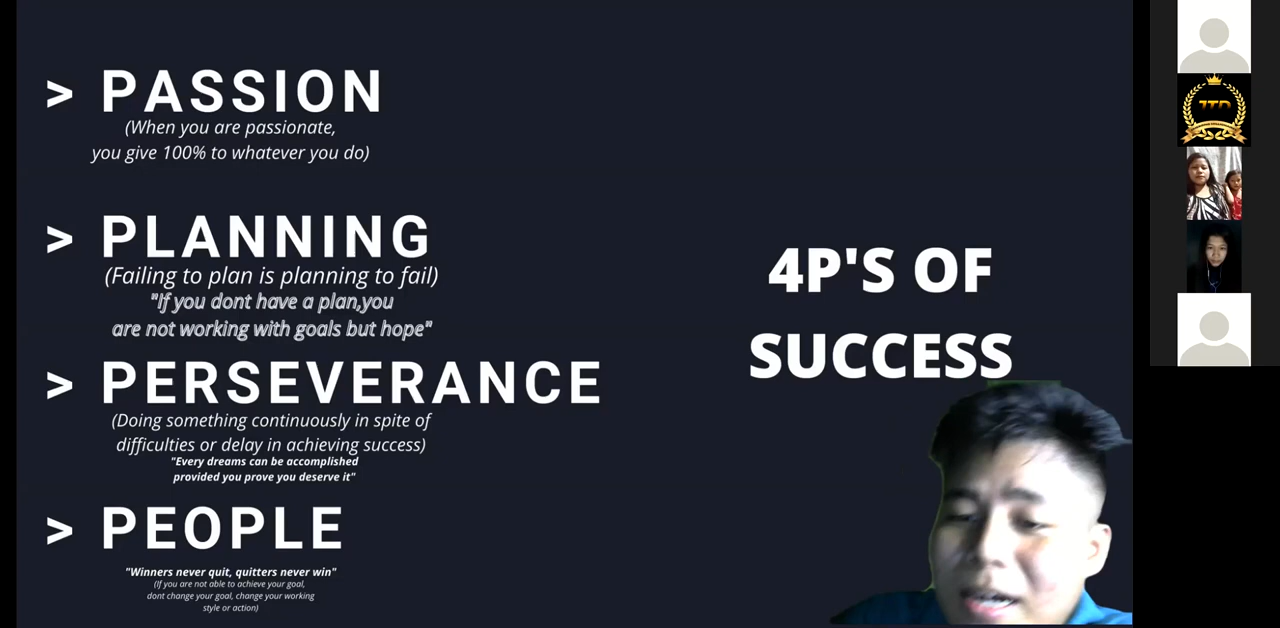 > PASSION
(When you are passionate,
you give 100% to whatever you do)
> PLANNING
(Failing to plan is planning to fail)
"If you dont have a plan,you
are not working with goals but hope"
> PERSEVERANCE
(Doing something continuously in spite of
difficulties or delay in achieving success)
"Every dreams can be accomplished
provided you prove you deserve it"
> PEOPLE
"Winners never quit, quitters never win"
(If you are not able to achieve your goal,
dont change your goal, change your working
style or action)
4P'S OF
SUCCESS